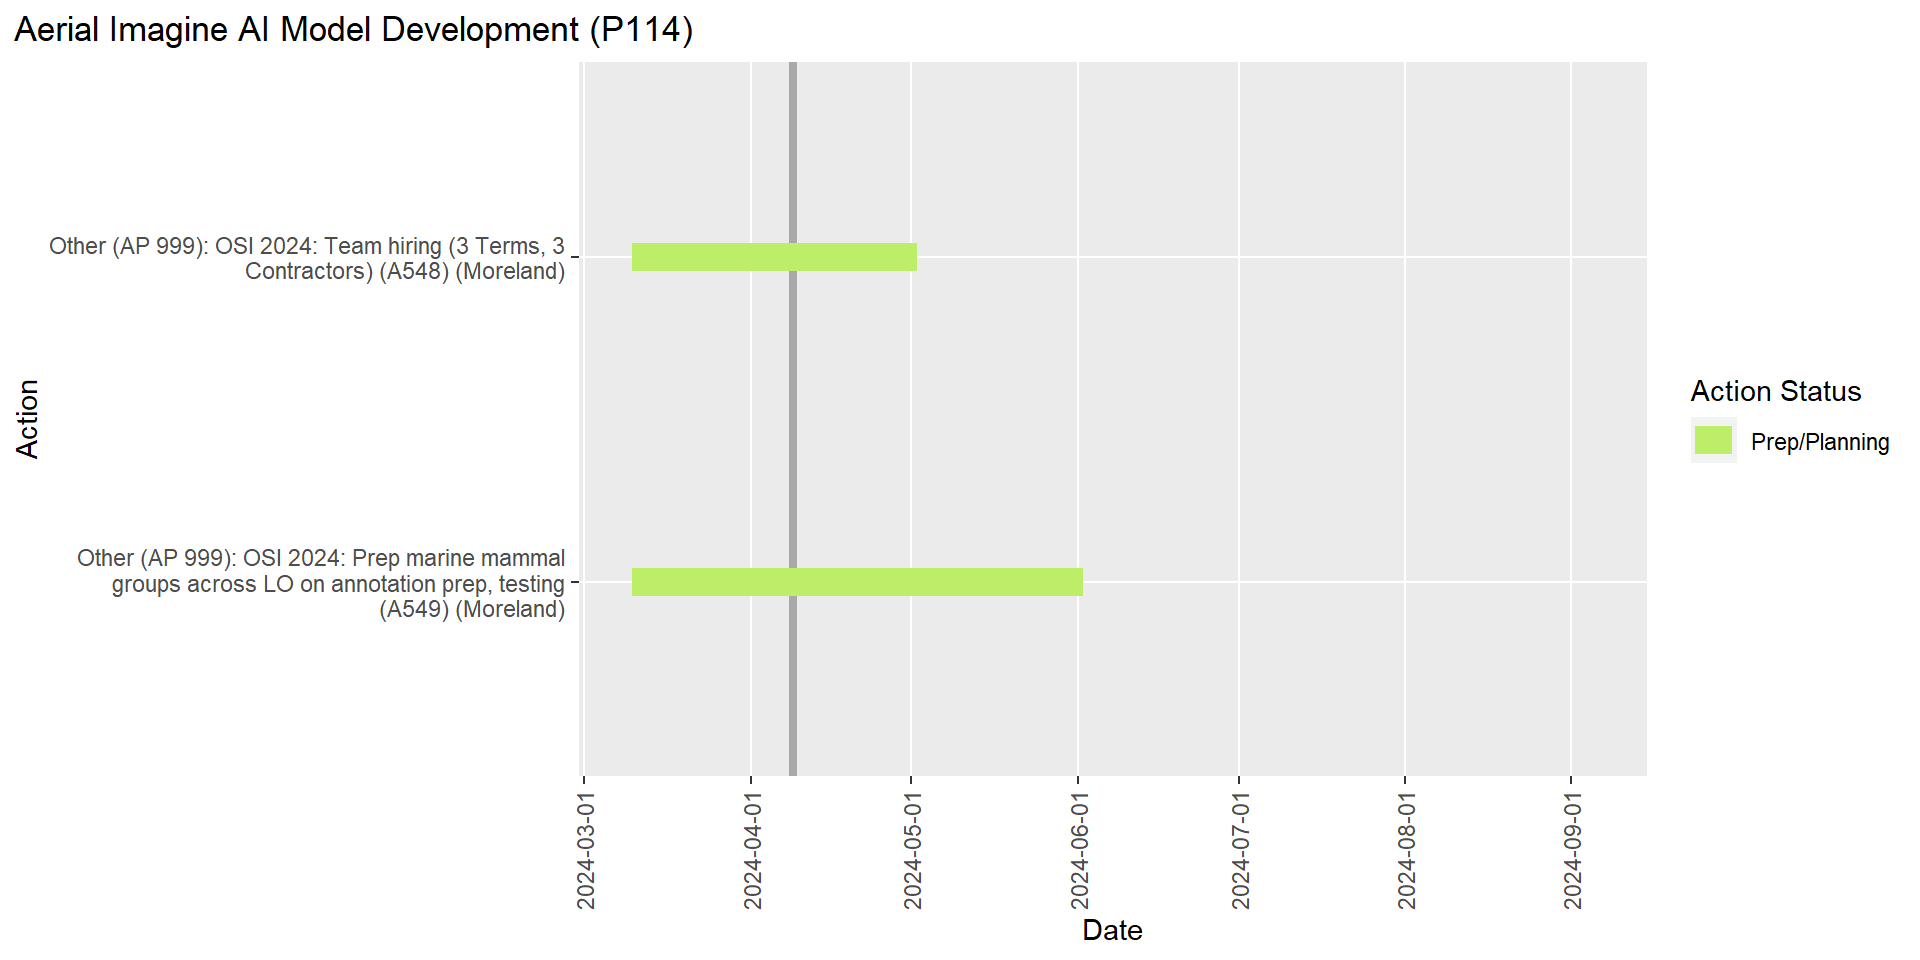 Aerial Imagine AI Model Development (P114)
Other (AP 999): OSI 2024: Team hiring (3 Terms, 3
Contractors) (A548) (Moreland)
Other (AP 999): OSI 2024: Prep marine mammal
groups across LO on annotation prep, testing
(A549) (Moreland)
Action
2024-03-01
2024-04-01
2024-05-01
2024-06-01
2024-07-01
2024-08-01
2024-09-01
Date
Action Status
Prep/Planning